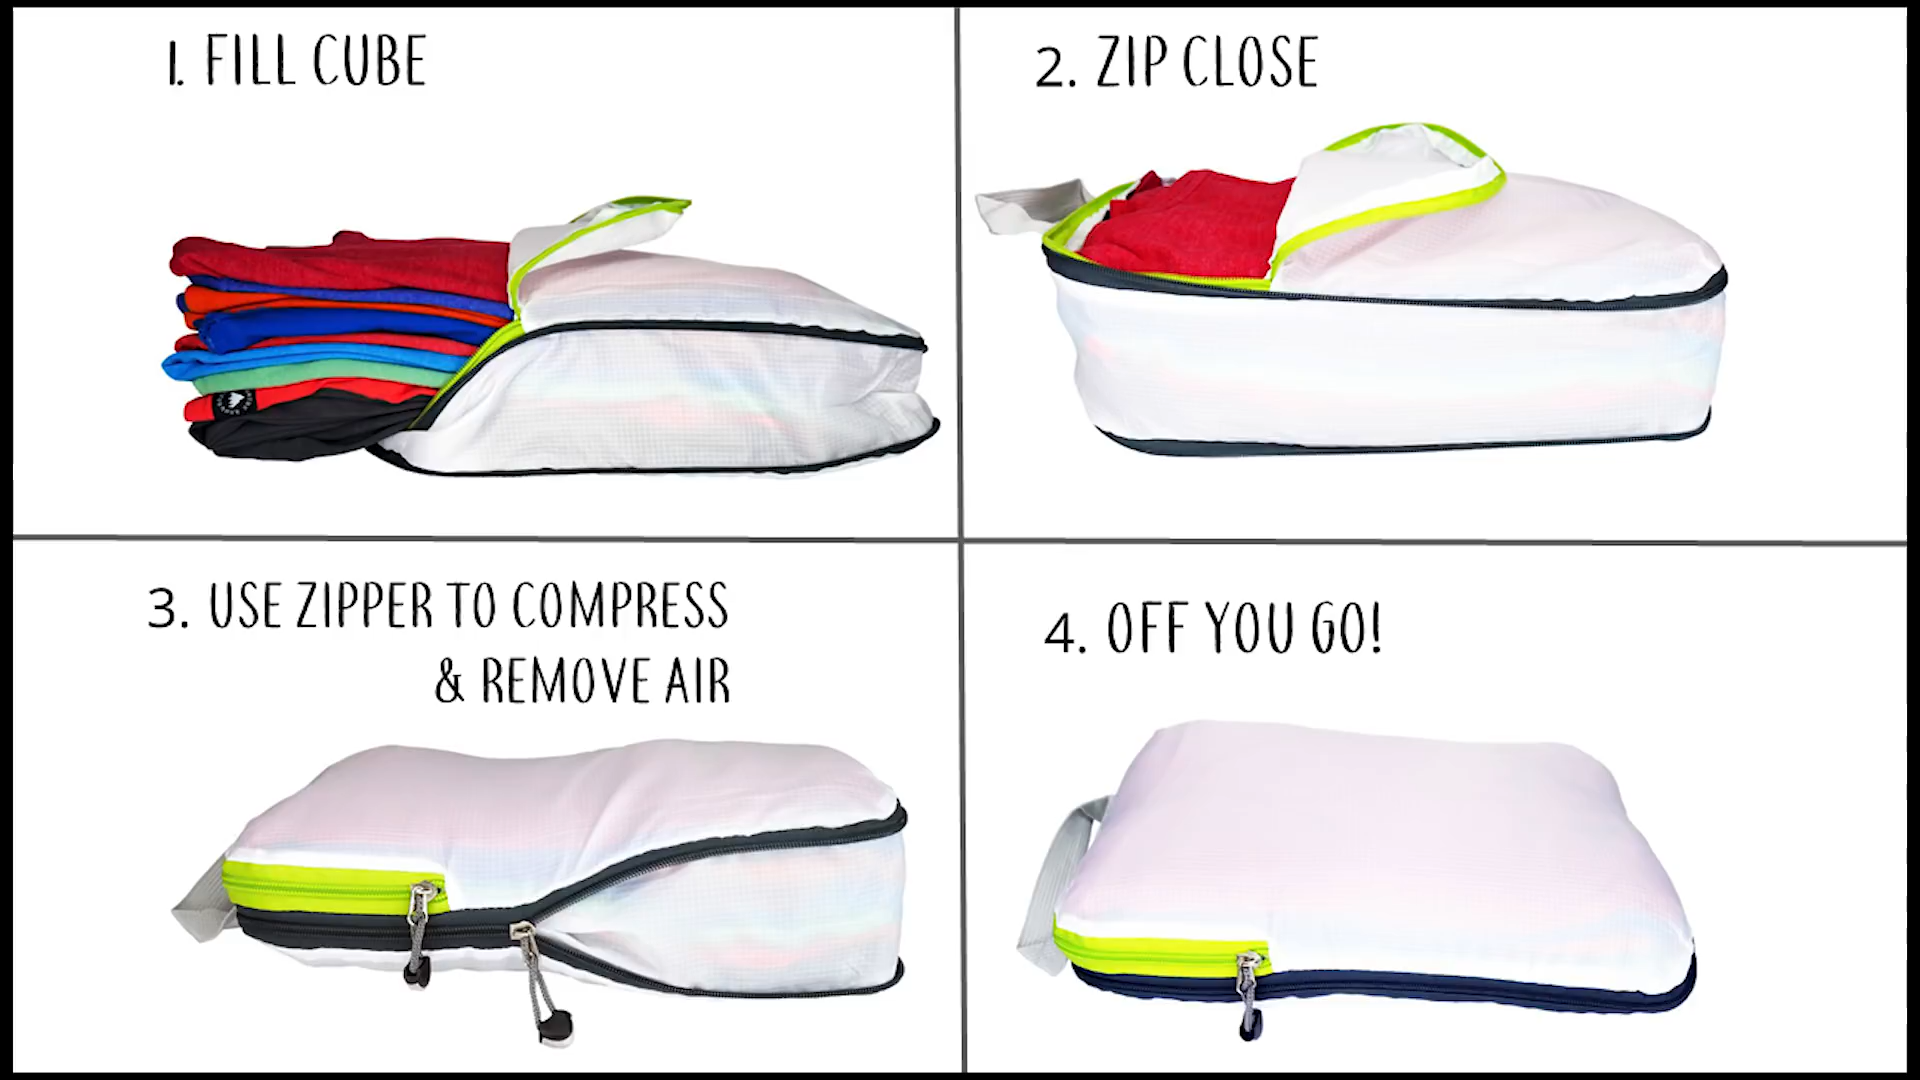 1. FILL CUBE
2. ZIP CLOSE
3. USE ZIPPER TO COMPRESS
& REMOVE AIR
4. OFF YOU GO!